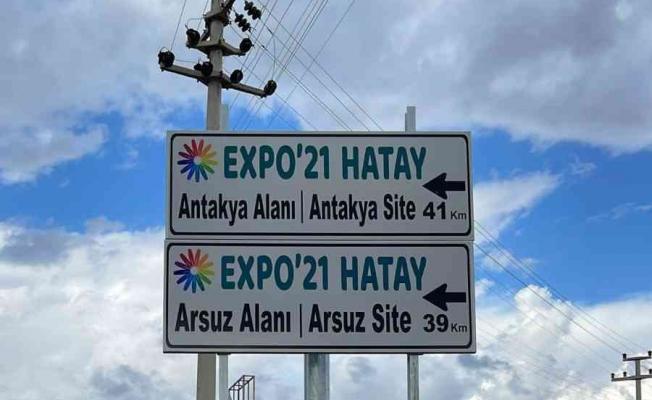 EXPO'21 HATAY
Antakya Alanı | Antakya Site 41 Km
EXPO'21 HATAY
Arsuz Alanı | Arsuz Site 39 Km